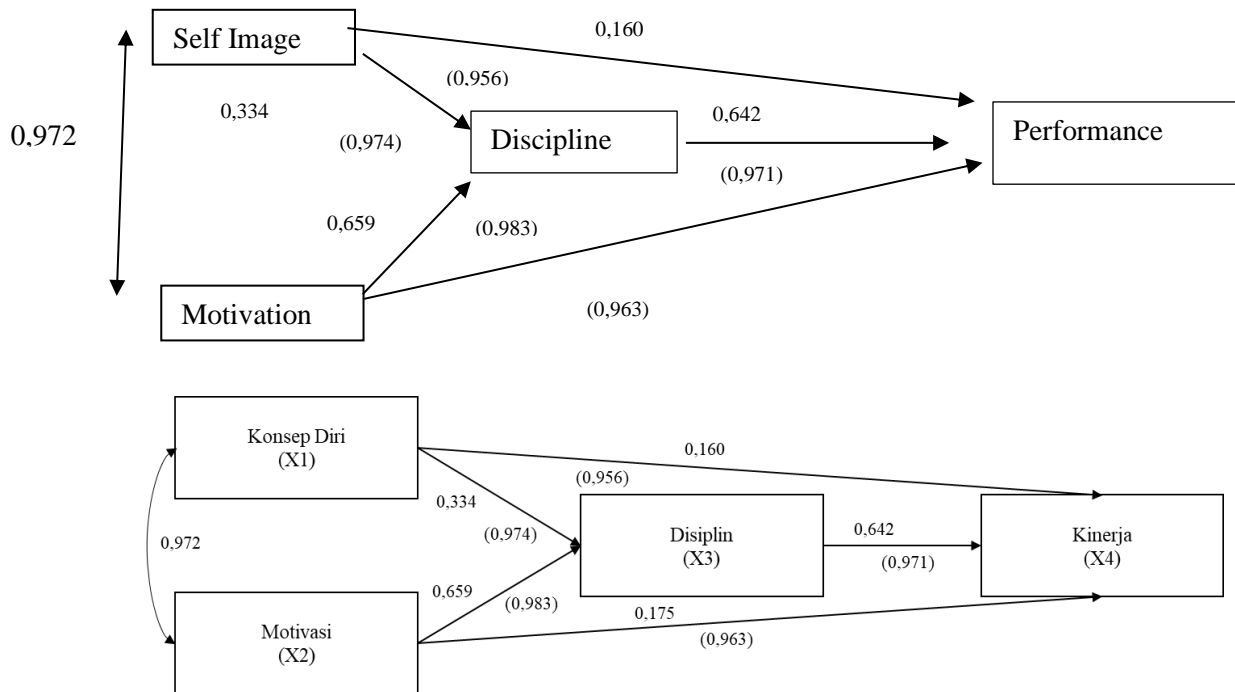 Self Image
0,160
(0,956)
0,334
0,642
0,972
Performance
(0,974)
Discipline
(0,971)
0,659
(0,983)
Motivation
(0,963)
Konsep Diri
(X1)
0,160
(0,956)
0,334
(0,974)
0,972
Disiplin
(X3)
0,642
(0,971)
Kinerja
(X4)
0,659
(0,983)
0,175
(0,963)
Motivasi
(X2)